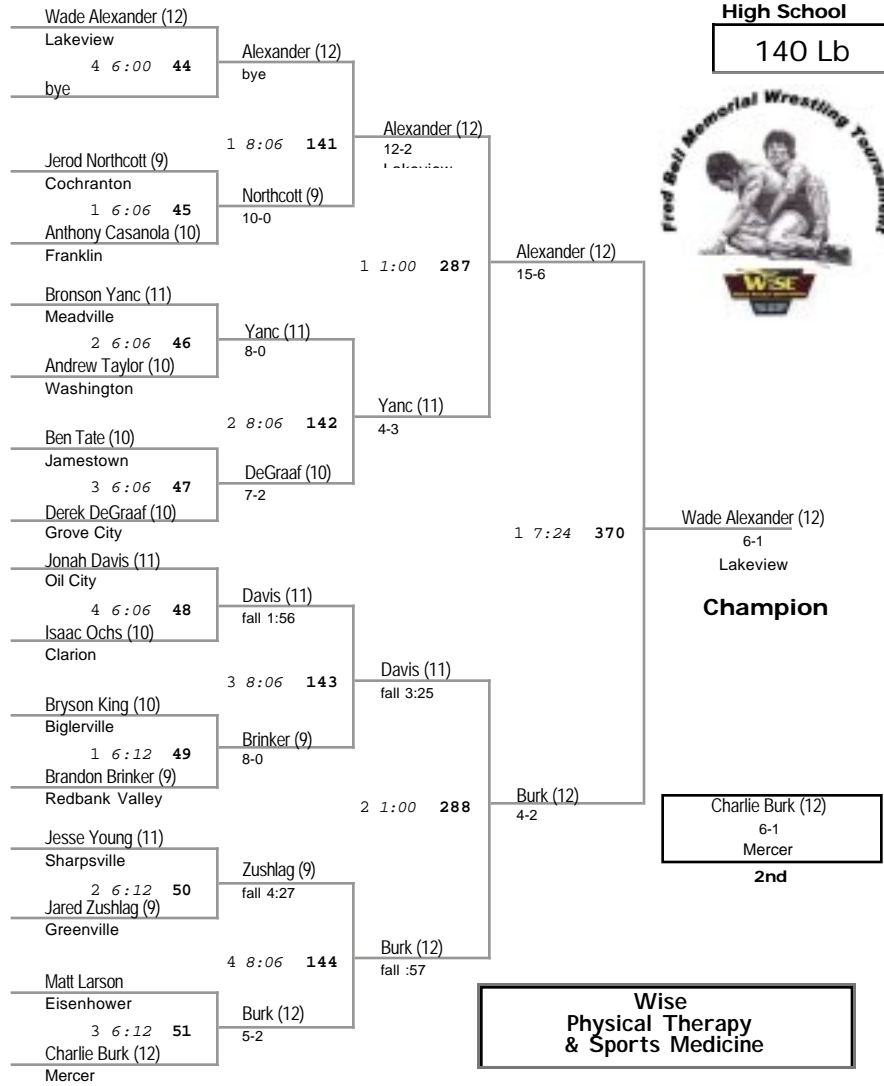 High School
140 Lb
Fred Bell Memorial Wrestling Tournament
WISE
Wade Alexander (12)
Lakeview
4 6:00 44
bye
Jerod Northcott (9)
Cochranton
1 6:06 45
Anthony Casanola (10)
Franklin
Bronson Yanc (11)
Meadville
2 6:06 46
Andrew Taylor (10)
Washington
Ben Tate (10)
Jamestown
3 6:06 47
Derek DeGraaf (10)
Grove City
Jonah Davis (11)
Oil City
4 6:06 48
Isaac Ochs (10)
Clarion
Bryson King (10)
Biglerville
1 6:12 49
Brandon Brinker (9)
Redbank Valley
Jesse Young (11)
Sharpsville
2 6:12 50
Jared Zushlag (9)
Greenville
Matt Larson
Eisenhower
3 6:12 51
Charlie Burk (12)
Mercer
Alexander (12)
bye
1 8:06 141
Northcott (9)
10-0
Yanc (11)
8-0
2 8:06 142
DeGraaf (10)
7-2
Davis (11)
fall 1:56
3 8:06 143
Brinker (9)
8-0
Zushlag (9)
fall 4:27
4 8:06 144
Burk (12)
5-2
Alexander (12)
12-2
1 1:00 287
Yanc (11)
4-3
Davis (11)
fall 3:25
2 1:00 288
Burk (12)
fall :57
Alexander (12)
15-6
1 7:24 370
Burk (12)
4-2
Wade Alexander (12)
6-1
Lakeview
Champion
Charlie Burk (12)
6-1
Mercer
2nd
Wise
Physical Therapy
& Sports Medicine